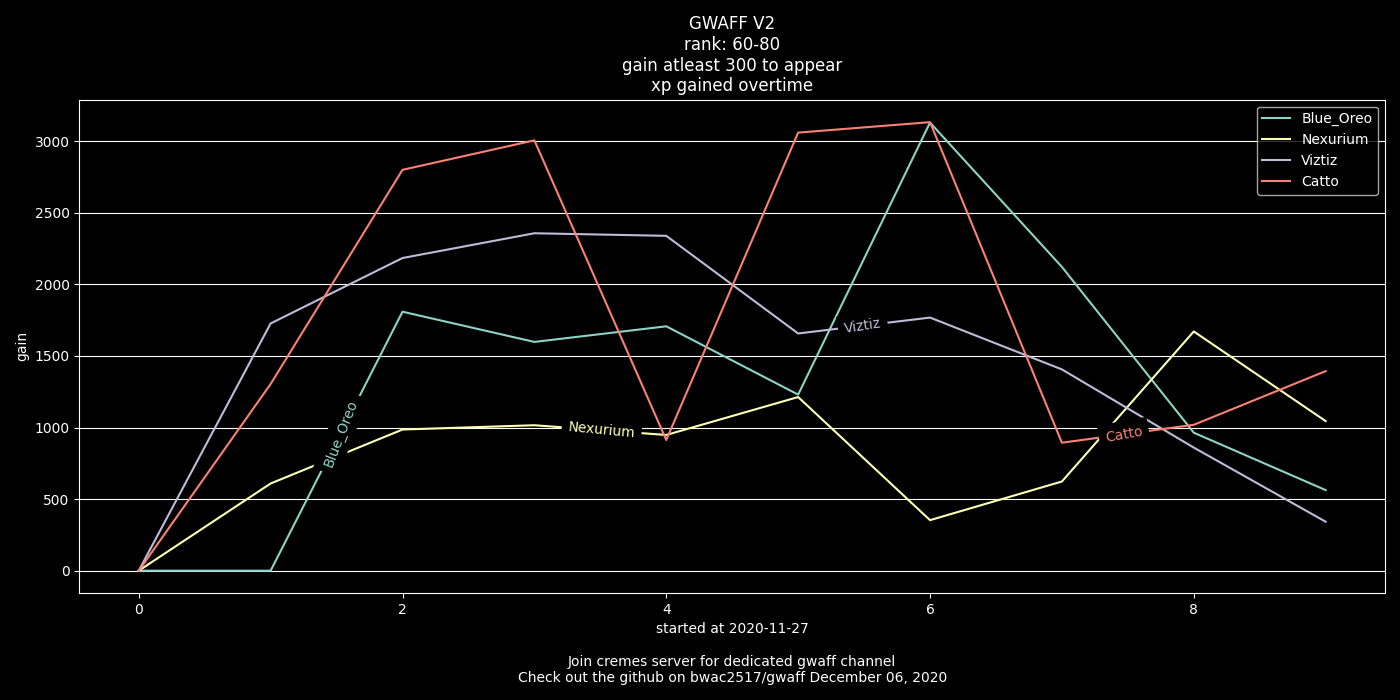 GWAFF V2
rank: 60-80
gain atleast 300 to appear
xp gained overtime
Blue_Oreo
Nexurium
Viztiz
Catto
3000
2500
2000
1500
1000
500
0
gain
Blue_Oreo
Nexurium
Viztiz
Catto
0 2 4 6 8
started at 2020-11-27
Join cremes server for dedicated gwaff channel
Check out the github on bwac2517/gwaff December 06, 2020